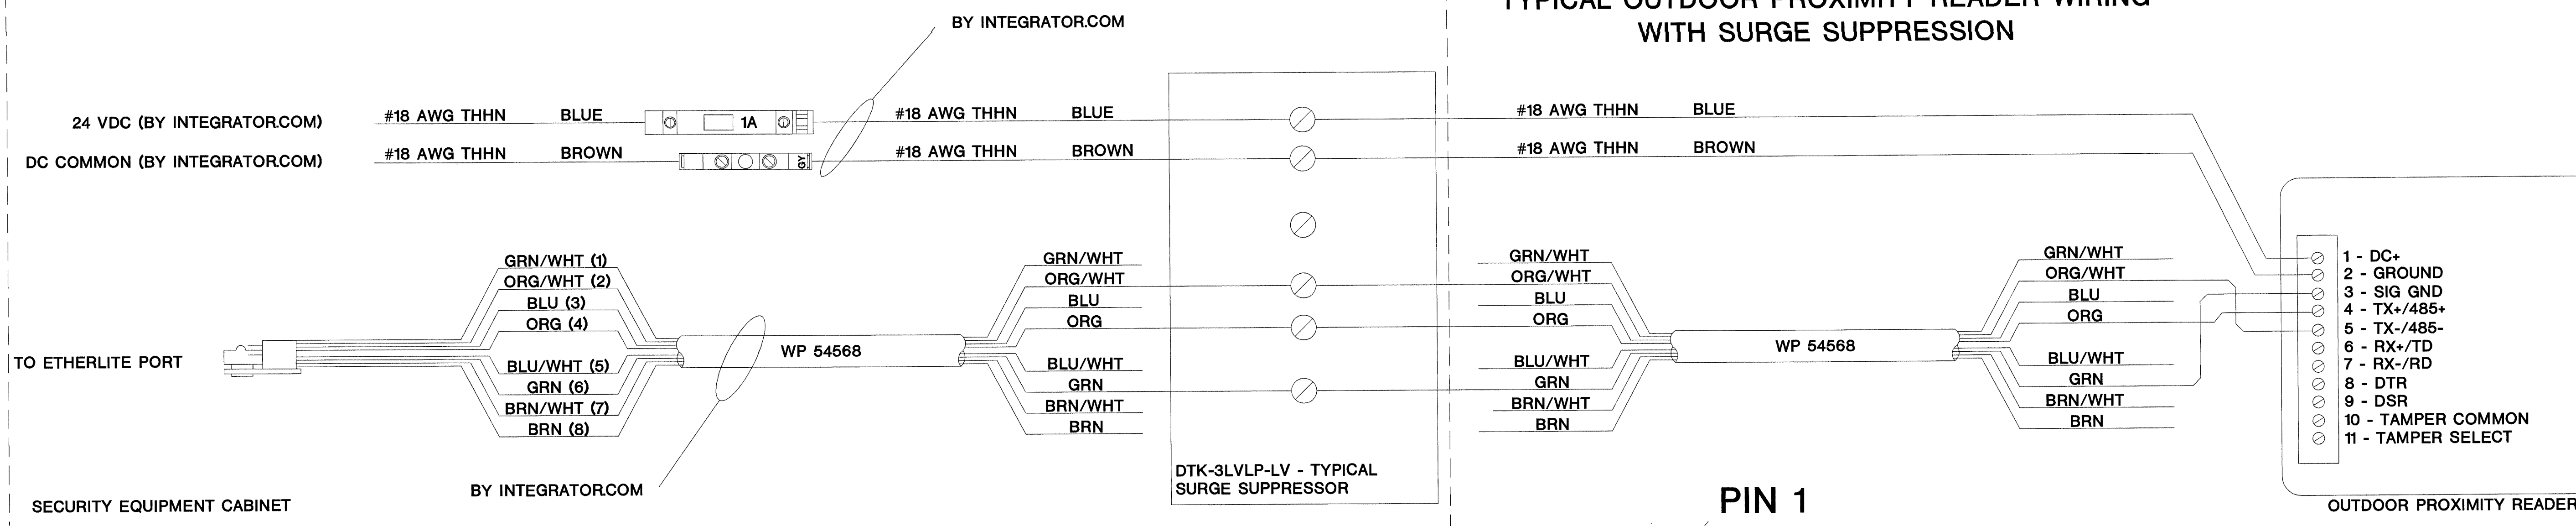 BY INTEGRATOR.COM
TYPICAL OUTDOOR PROXIMITY READER WIRING
WITH SURGE SUPPRESSION
24 VDC (BY INTEGRATOR.COM)
#18 AWG THHN BLUE
1A
#18 AWG THHN BLUE
#18 AWG THHN BLUE
DC COMMON (BY INTEGRATOR.COM)
#18 AWG THHN BROWN
GY
#18 AWG THHN BROWN
#18 AWG THHN BROWN
TO ETHERLITE PORT
GRN/WHT (1)
ORG/WHT (2)
BLU (3)
ORG (4)
BLU/WHT (5)
GRN (6)
BRN/WHT (7)
BRN (8)
WP 54568
BY INTEGRATOR.COM
GRN/WHT
ORG/WHT
BLU
ORG
BLU/WHT
GRN
BRN/WHT
BRN
DTK-3LVLP-LV - TYPICAL
SURGE SUPPRESSOR
GRN/WHT
ORG/WHT
BLU
ORG
BLU/WHT
GRN
BRN/WHT
BRN
WP 54568
GRN/WHT
ORG/WHT
BLU
ORG
BLU/WHT
GRN
BRN/WHT
BRN
1 - DC+
2 - GROUND
3 - SIG GND
4 - TX+/485+
5 - TX-/485-
6 - RX+/TD
7 - RX-/RD
8 - DTR
9 - DSR
10 - TAMPER COMMON
11 - TAMPER SELECT
SECURITY EQUIPMENT CABINET
PIN 1
OUTDOOR PROXIMITY READER